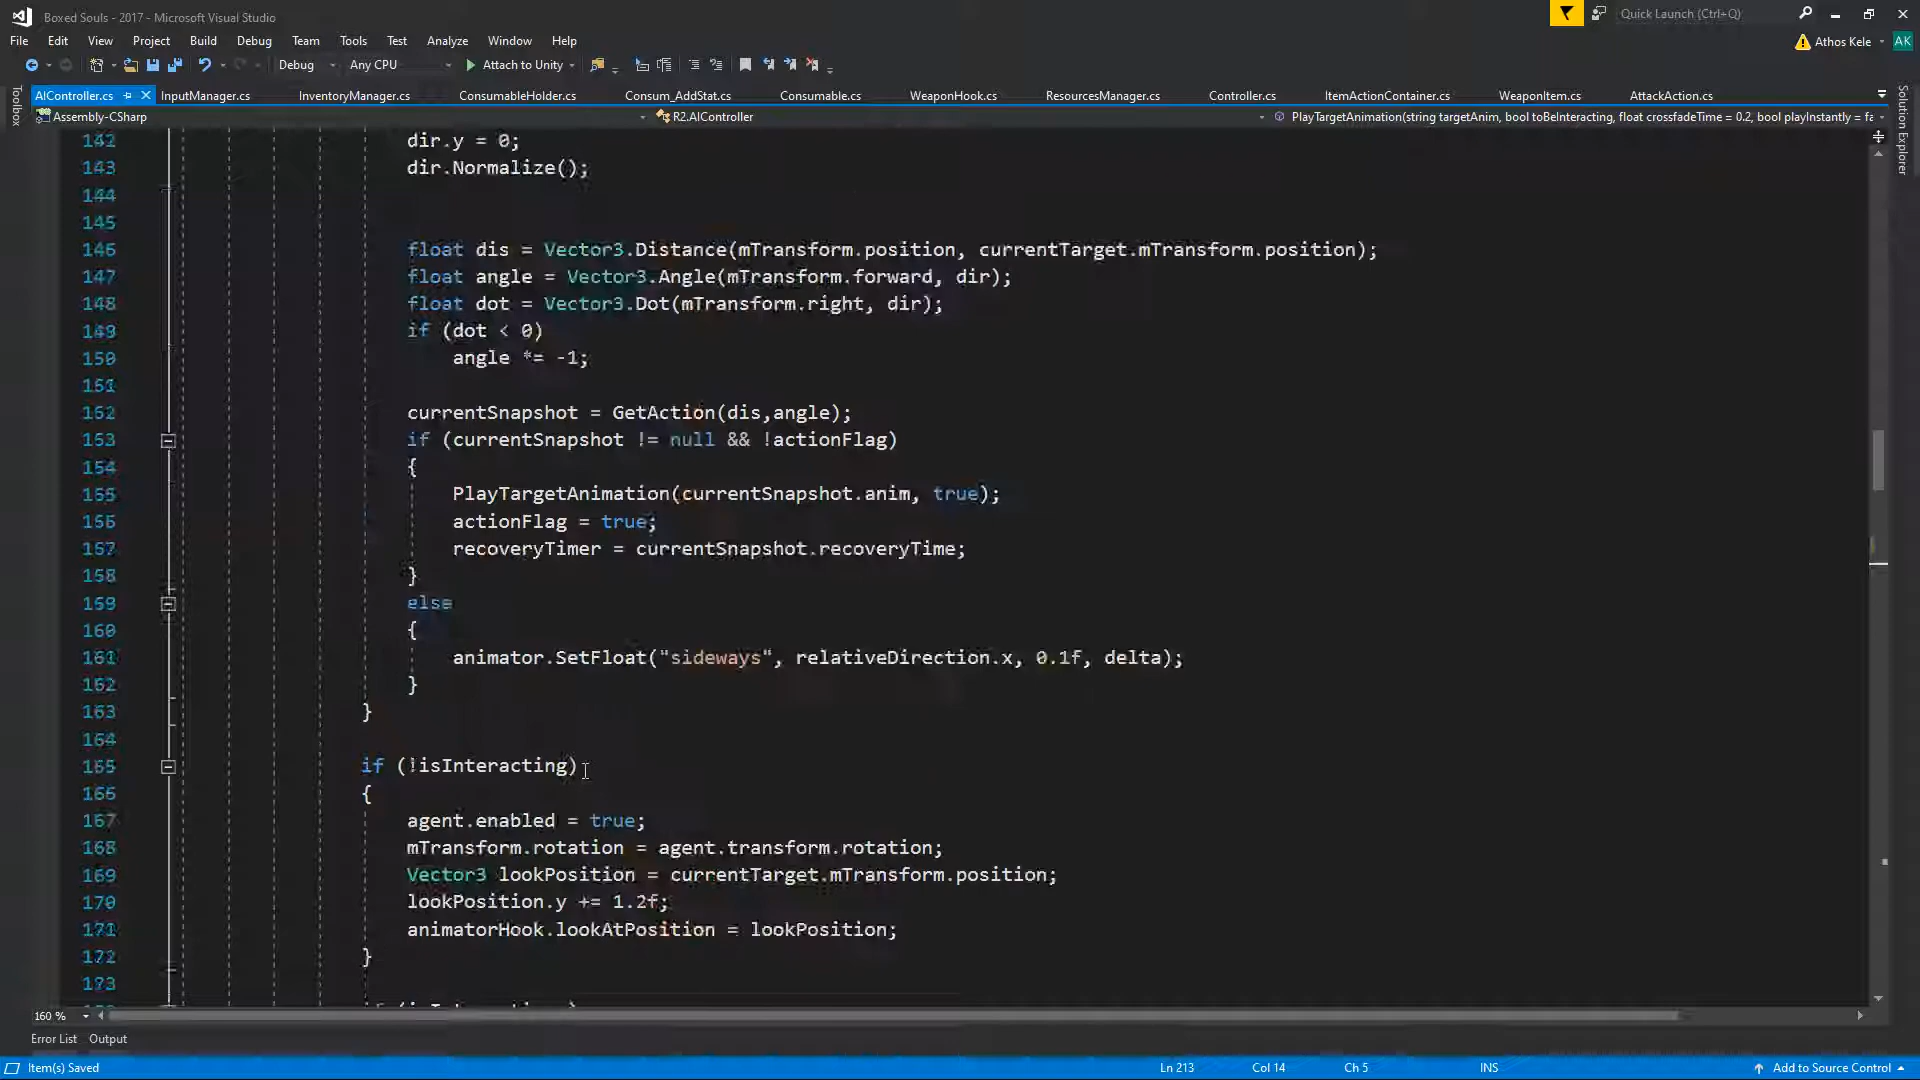 Boxed Souls - 2017 - Microsoft Visual Studio
Quick Launch (Ctrl+Q)
File Edit View Project Build Debug Team Tools Test Analyze Window Help
Athos Kele AK
Debug Any CPU Attach to Unity
Toolbox
Solution Explorer
AIController.cs InputManager.cs InventoryManager.cs ConsumableHolder.cs Consum_AddStat.cs Consumable.cs WeaponHook.cs ResourcesManager.cs Controller.cs ItemActionContainer.cs WeaponItem.cs AttackAction.cs
Assembly-CSharp R2.AIController PlayTargetAnimation(string targetAnim, bool toBeInteracting, float crossfadeTime = 0.2, bool playInstantly = fa
142 dir.y = 0;
143 dir.Normalize();
144
145
146 float dis = Vector3.Distance(mTransform.position, currentTarget.mTransform.position);
147 float angle = Vector3.Angle(mTransform.forward, dir);
148 float dot = Vector3.Dot(mTransform.right, dir);
149 if (dot < 0)
150 angle *= -1;
151
152 currentSnapshot = GetAction(dis,angle);
153 if (currentSnapshot != null && !actionFlag)
154 {
155 PlayTargetAnimation(currentSnapshot.anim, true);
156 actionFlag = true;
157 recoveryTimer = currentSnapshot.recoveryTime;
158 }
159 else
160 {
161 animator.SetFloat("sideways", relativeDirection.x, 0.1f, delta);
162 }
163 }
164
165 if (!isInteracting)
166 {
167 agent.enabled = true;
168 mTransform.rotation = agent.transform.rotation;
169 Vector3 lookPosition = currentTarget.mTransform.position;
170 lookPosition.y += 1.2f;
171 animatorHook.lookAtPosition = lookPosition;
172 }
173
160 %
Error List Output
Item(s) Saved Ln 213 Col 14 Ch 5 INS Add to Source Control